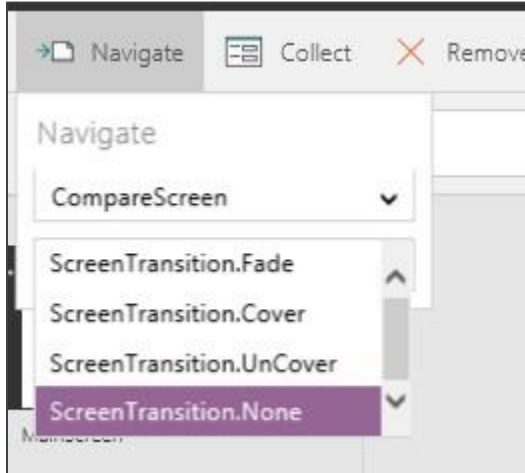 Navigate Collect Remove
Navigate
CompareScreen
ScreenTransition.Fade
ScreenTransition.Cover
ScreenTransition.UnCover
ScreenTransition.None